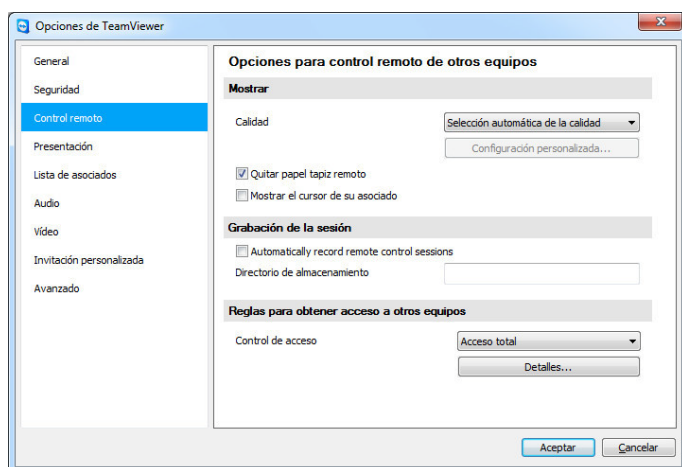 Opciones de TeamViewer
General
Seguridad
Control remoto
Presentación
Lista de asociados
Audio
Vídeo
Invitación personalizada
Avanzado
Opciones para control remoto de otros equipos
Mostrar
Calidad
Selección automática de la calidad
Configuración personalizada...
Quitar papel tapiz remoto
Mostrar el cursor de su asociado
Grabación de la sesión
Automatically record remote control sessions
Directorio de almacenamiento
Reglas para obtener acceso a otros equipos
Control de acceso
Acceso total
Detalles...
Aceptar
Cancelar